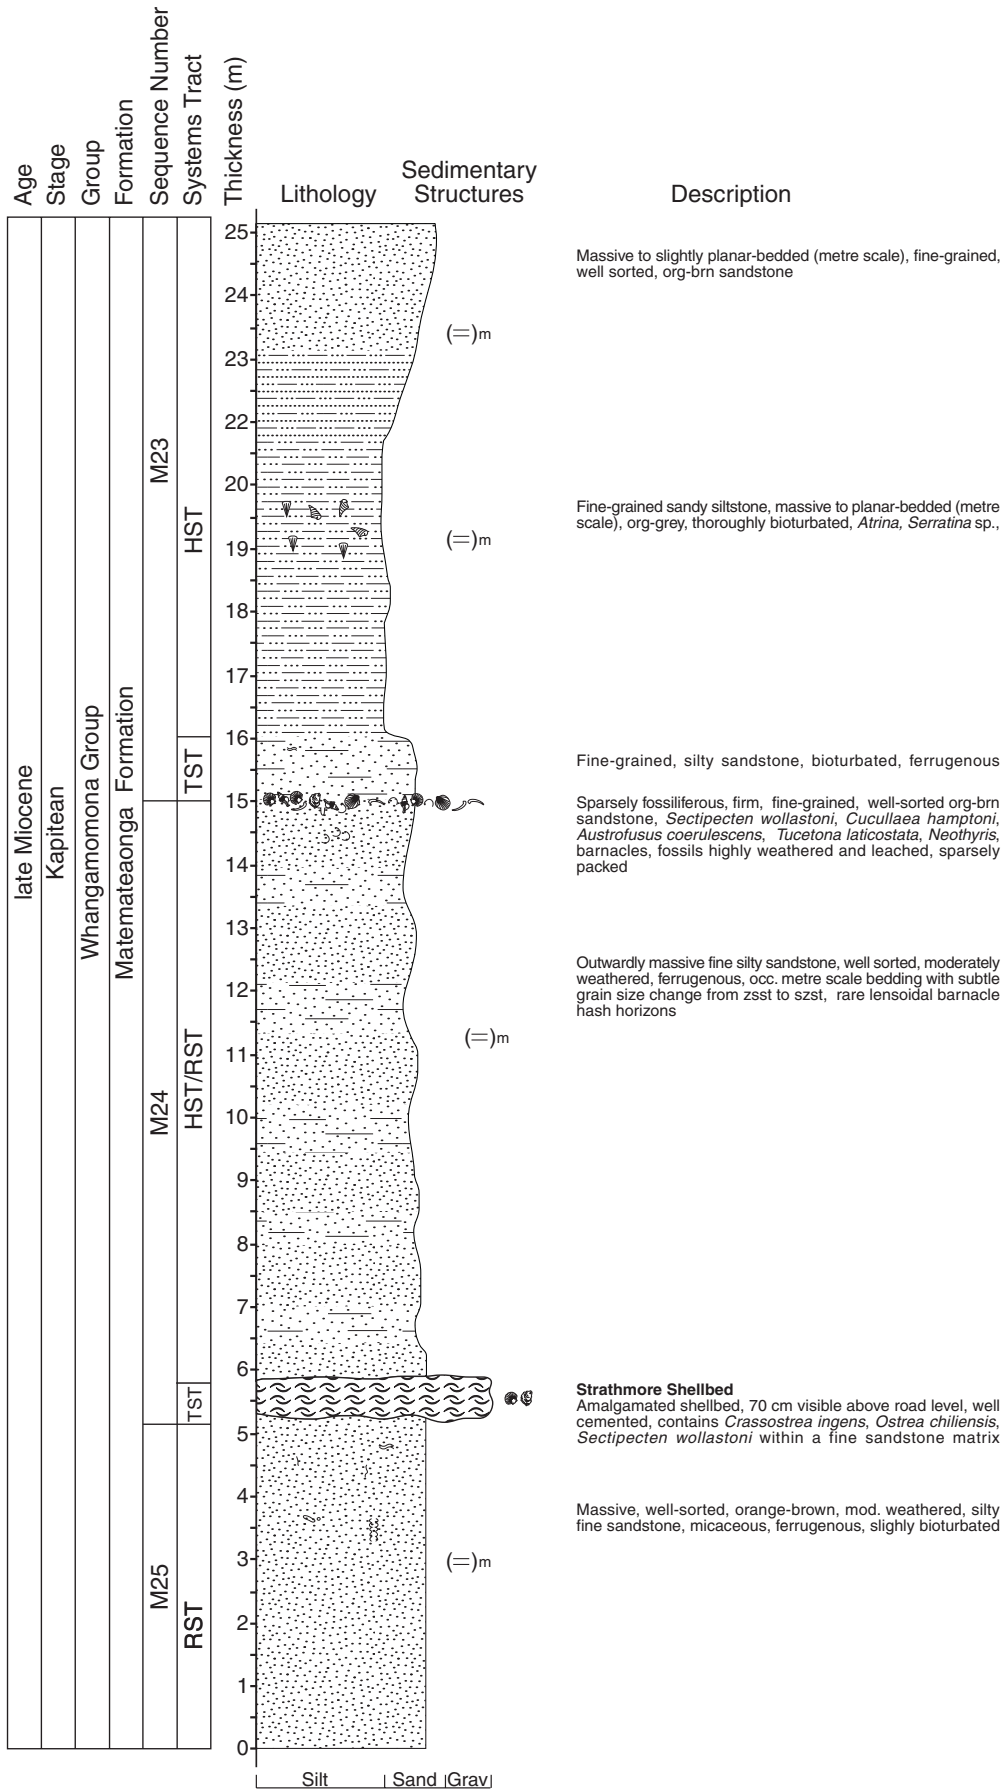 Age
Stage
Group
Formation
Sequence Number
Systems Tract
Thickness (m)
Lithology
Sedimentary
Structures
Description
late Miocene
Kapitean
Whangamomona Group
Matemateaonga Formation
M23
M24
M25
HST
TST
HST/RST
TST
RST
25
24
23
22
20
19
18
17
16
15
14
13
12
11
10
9
8
7
6
5
4
3
2
1
0
(=)m
(=)m
(=)m
(=)m
Massive to slightly planar-bedded (metre scale), fine-grained,
well sorted, org-brn sandstone
Fine-grained sandy siltstone, massive to planar-bedded (metre
scale), org-grey, thoroughly bioturbated, Atrina, Serratina sp.,
Fine-grained, silty sandstone, bioturbated, ferrugenous
Sparsely fossiliferous, firm, fine-grained, well-sorted org-brn
sandstone, Sectipecten wollastoni, Cucullaea hamptoni,
Austrofusus coerulescens, Tucetona laticostata, Neothyris,
barnacles, fossils highly weathered and leached, sparsely
packed
Outwardly massive fine silty sandstone, well sorted, moderately
weathered, ferrugenous, occ. metre scale bedding with subtle
grain size change from zsst to szst, rare lensoidal barnacle
hash horizons
Strathmore Shellbed
Amalgamated shellbed, 70 cm visible above road level, well
cemented, contains Crassostrea ingens, Ostrea chiliensis,
Sectipecten wollastoni within a fine sandstone matrix
Massive, well-sorted, orange-brown, mod. weathered, silty
fine sandstone, micaceous, ferrugenous, slighly bioturbated
Silt
Sand
Grav